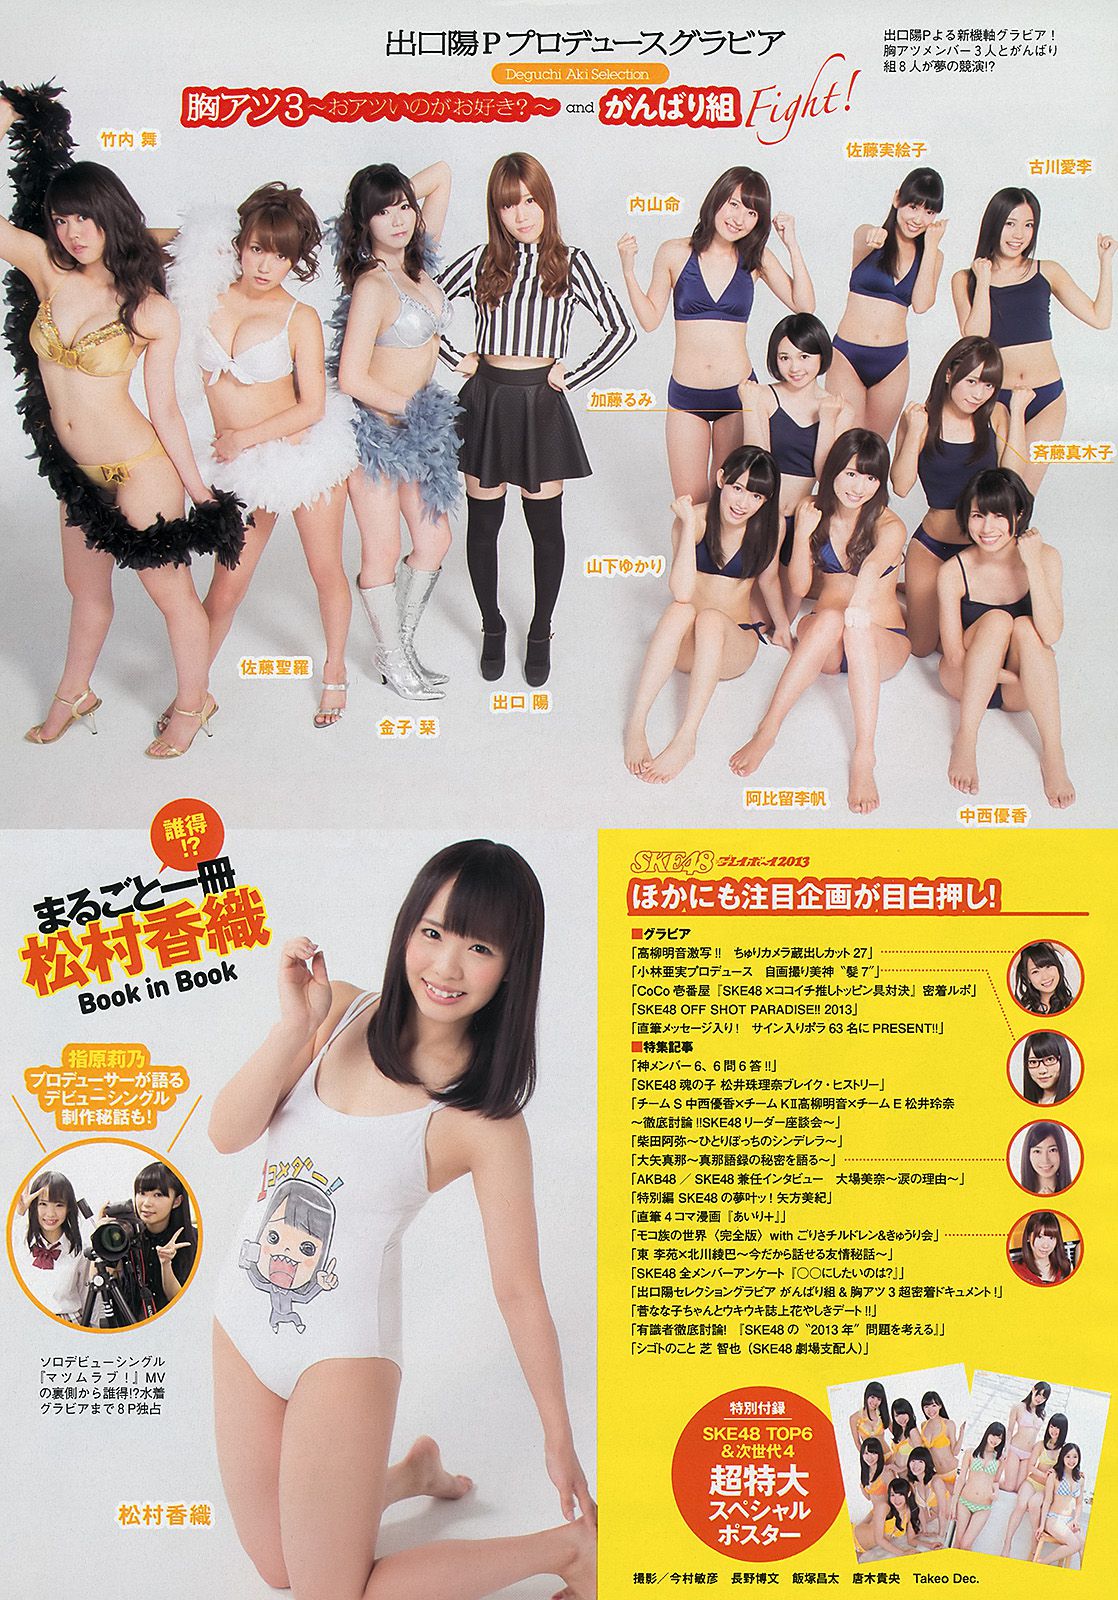 出口陽Pプロデュースグラビア
Deguchi Aki Selection
胸アツ3～おアツいのがお好き?～ and がんばり組 Fight!
出口陽Pよる新機軸グラビア!
胸アツメンバー3人とがんばり
組8人が夢の競演!?
竹内 舞
佐藤実絵子
古川愛李
内山命
加藤るみ
斉藤真木子
山下ゆかり
佐藤聖羅
金子 栞
出口 陽
阿比留李帆
中西優香
誰得!?
まるごと一冊
松村香織
Book in Book
指原莉乃
プロデューサーが語る
デビューシングル
制作秘話も!
コメダー!!
ソロデビューシングル
『マツムラブ!』MV
の裏側から誰得!?水着
グラビアまで8P独占
松村香織
SKE48 プレイボーイ2013
ほかにも注目企画が目白押し!
■グラビア
「高柳明音激写!! ちゅりカメラ蔵出しカット27」
「小林亜実プロデュース 自画撮り美神〝髪7〟」
「CoCo壱番屋『SKE48×ココイチ推しトッピン具対決』密着ルポ」
「SKE48 OFF SHOT PARADISE!! 2013」
「直筆メッセージ入り! サイン入りポラ63名にPRESENT!!」
■特集記事
「神メンバー6、6問6答!!」
「SKE48魂の子 松井珠理奈ブレイク・ヒストリー」
「チームS中西優香×チームKⅡ高柳明音×チームE松井玲奈
～徹底討論!!SKE48リーダー座談会～」
「柴田阿弥～ひとりぼっちのシンデレラ～」
「大矢真那～真那語録の秘密を語る～」
「AKB48/SKE48兼任インタビュー 大場美奈～涙の理由～」
「特別編SKE48の夢叶ッ!矢方美紀」
「直筆4コマ漫画『あいり+』」
「モコ族の世界〈完全版〉withごりさチルドレン&きゅうり会」
「東 李苑×北川綾巴～今だから話せる友情秘話～」
「SKE48全メンバーアンケート『○○にしたいのは?』」
「出口陽セレクショングラビア がんばり組&胸アツ3超密着ドキュメント!」
「菅なな子ちゃんとウキウキ誌上花やしきデート!!」
「有識者徹底討論! 『SKE48の〝2013年〟問題を考える』」
「シゴトのこと 芝 智也(SKE48劇場支配人)」
特別付録
SKE48 TOP6
&次世代4
超特大
スペシャル
ポスター
撮影/今村敏彦 長野博文 飯塚昌太 唐木貴央 Takeo Dec.